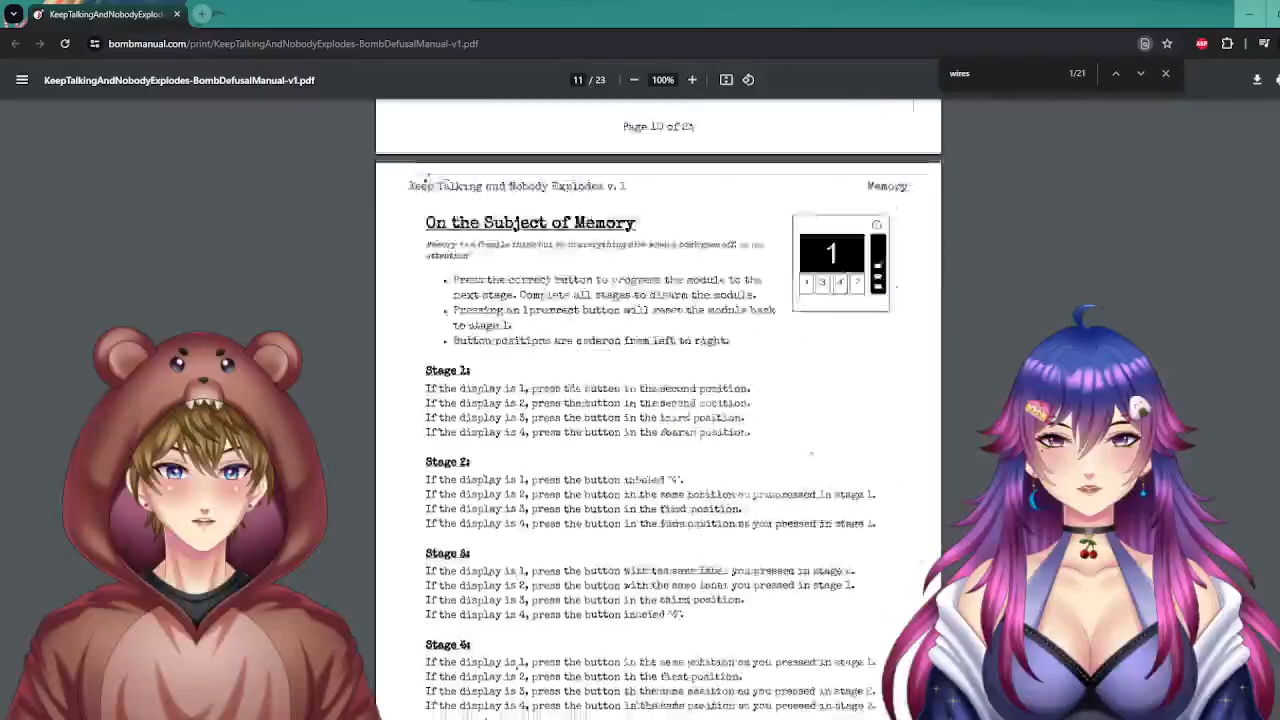 KeepTalkingAndNobodyExplodes
bombmanual.com/print/KeepTalkingAndNobodyExplodes-BombDefusalManual-v1.pdf
ABP
KeepTalkingAndNobodyExplodes-BombDefusalManual-v1.pdf
11 / 23
100%
wires
1/21
Page 10 of 23
Keep Talking and Nobody Explodes v. 1
Memory
On the Subject of Memory
1
Press the correct button to progress the module to the
next stage. Complete all stages to disarm the module.
Pressing an incorrect button will reset the module back
to stage 1.
Button positions are ordered from left to right.
Stage 1:
If the display is 1, press the button in the second position.
If the display is 2, press the button in the second position.
If the display is 3, press the button in the third position.
If the display is 4, press the button in the position.
Stage 2:
If the display is 1, press the button labeled "4".
If the display is 2, press the button in the same position you pressed in stage 1.
If the display is 3, press the button in the position.
If the display is 4, press the button in the position as you pressed in stage 1.
Stage 3:
If the display is 1, press the button with the same you pressed in stage
If the display is 2, press the button with the same you pressed in stage 1.
If the display is 3, press the button in the third position.
If the display is 4, press the button labeled
Stage
If the display is 1, press the button in the same position as you pressed in stage 1.
If the display is 2, press the button in the first position.
If the display is 3, press the button in the same position as you pressed in stage 2.
If the display is 4, press the button in the same position as you pressed in stage 2.